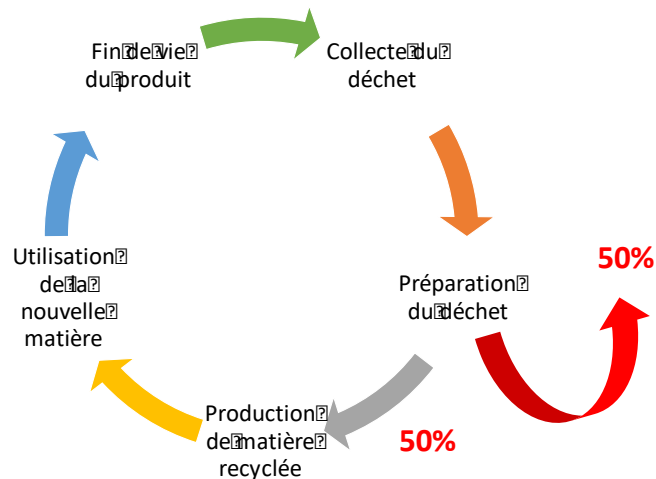 Fin de vie
du produit
Collecte du
déchet
50%
Préparation
du déchet
Utilisation
de la
nouvelle
matière
Production
de matière
recyclée
50%